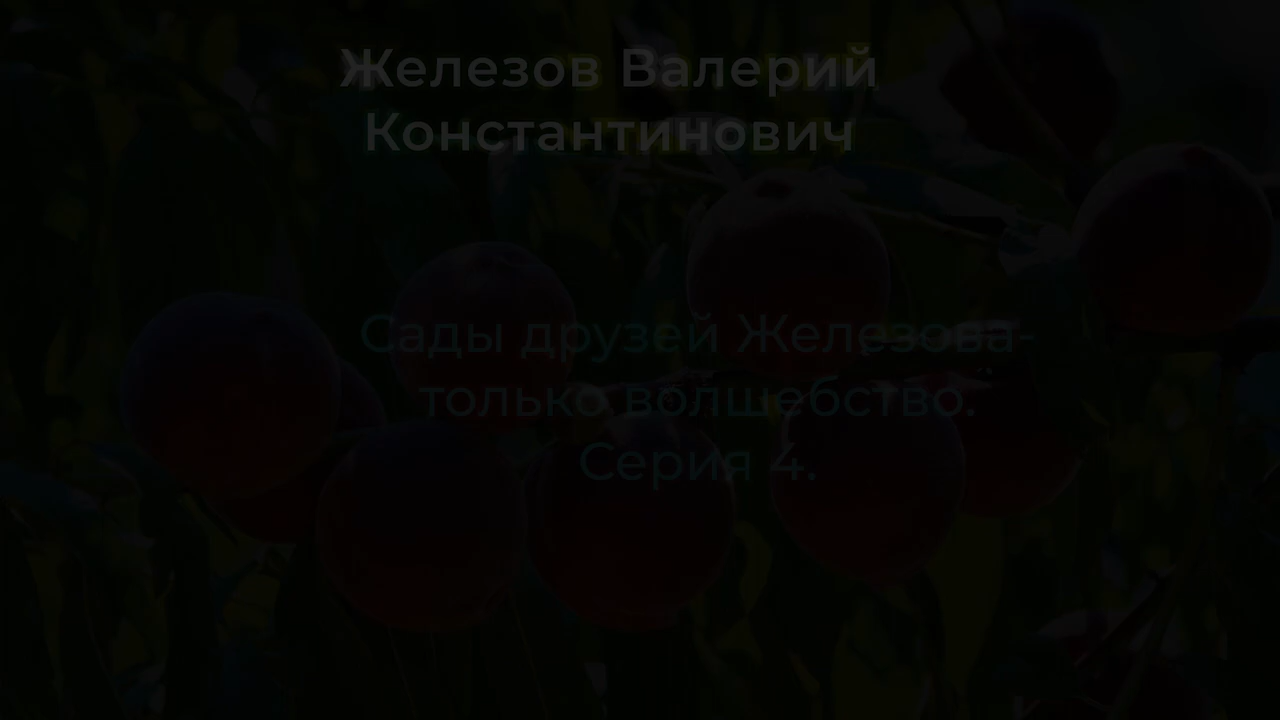 Железов Валерий
Константинович
Сады друзей Железова-
только волшебство.
Серия 4.